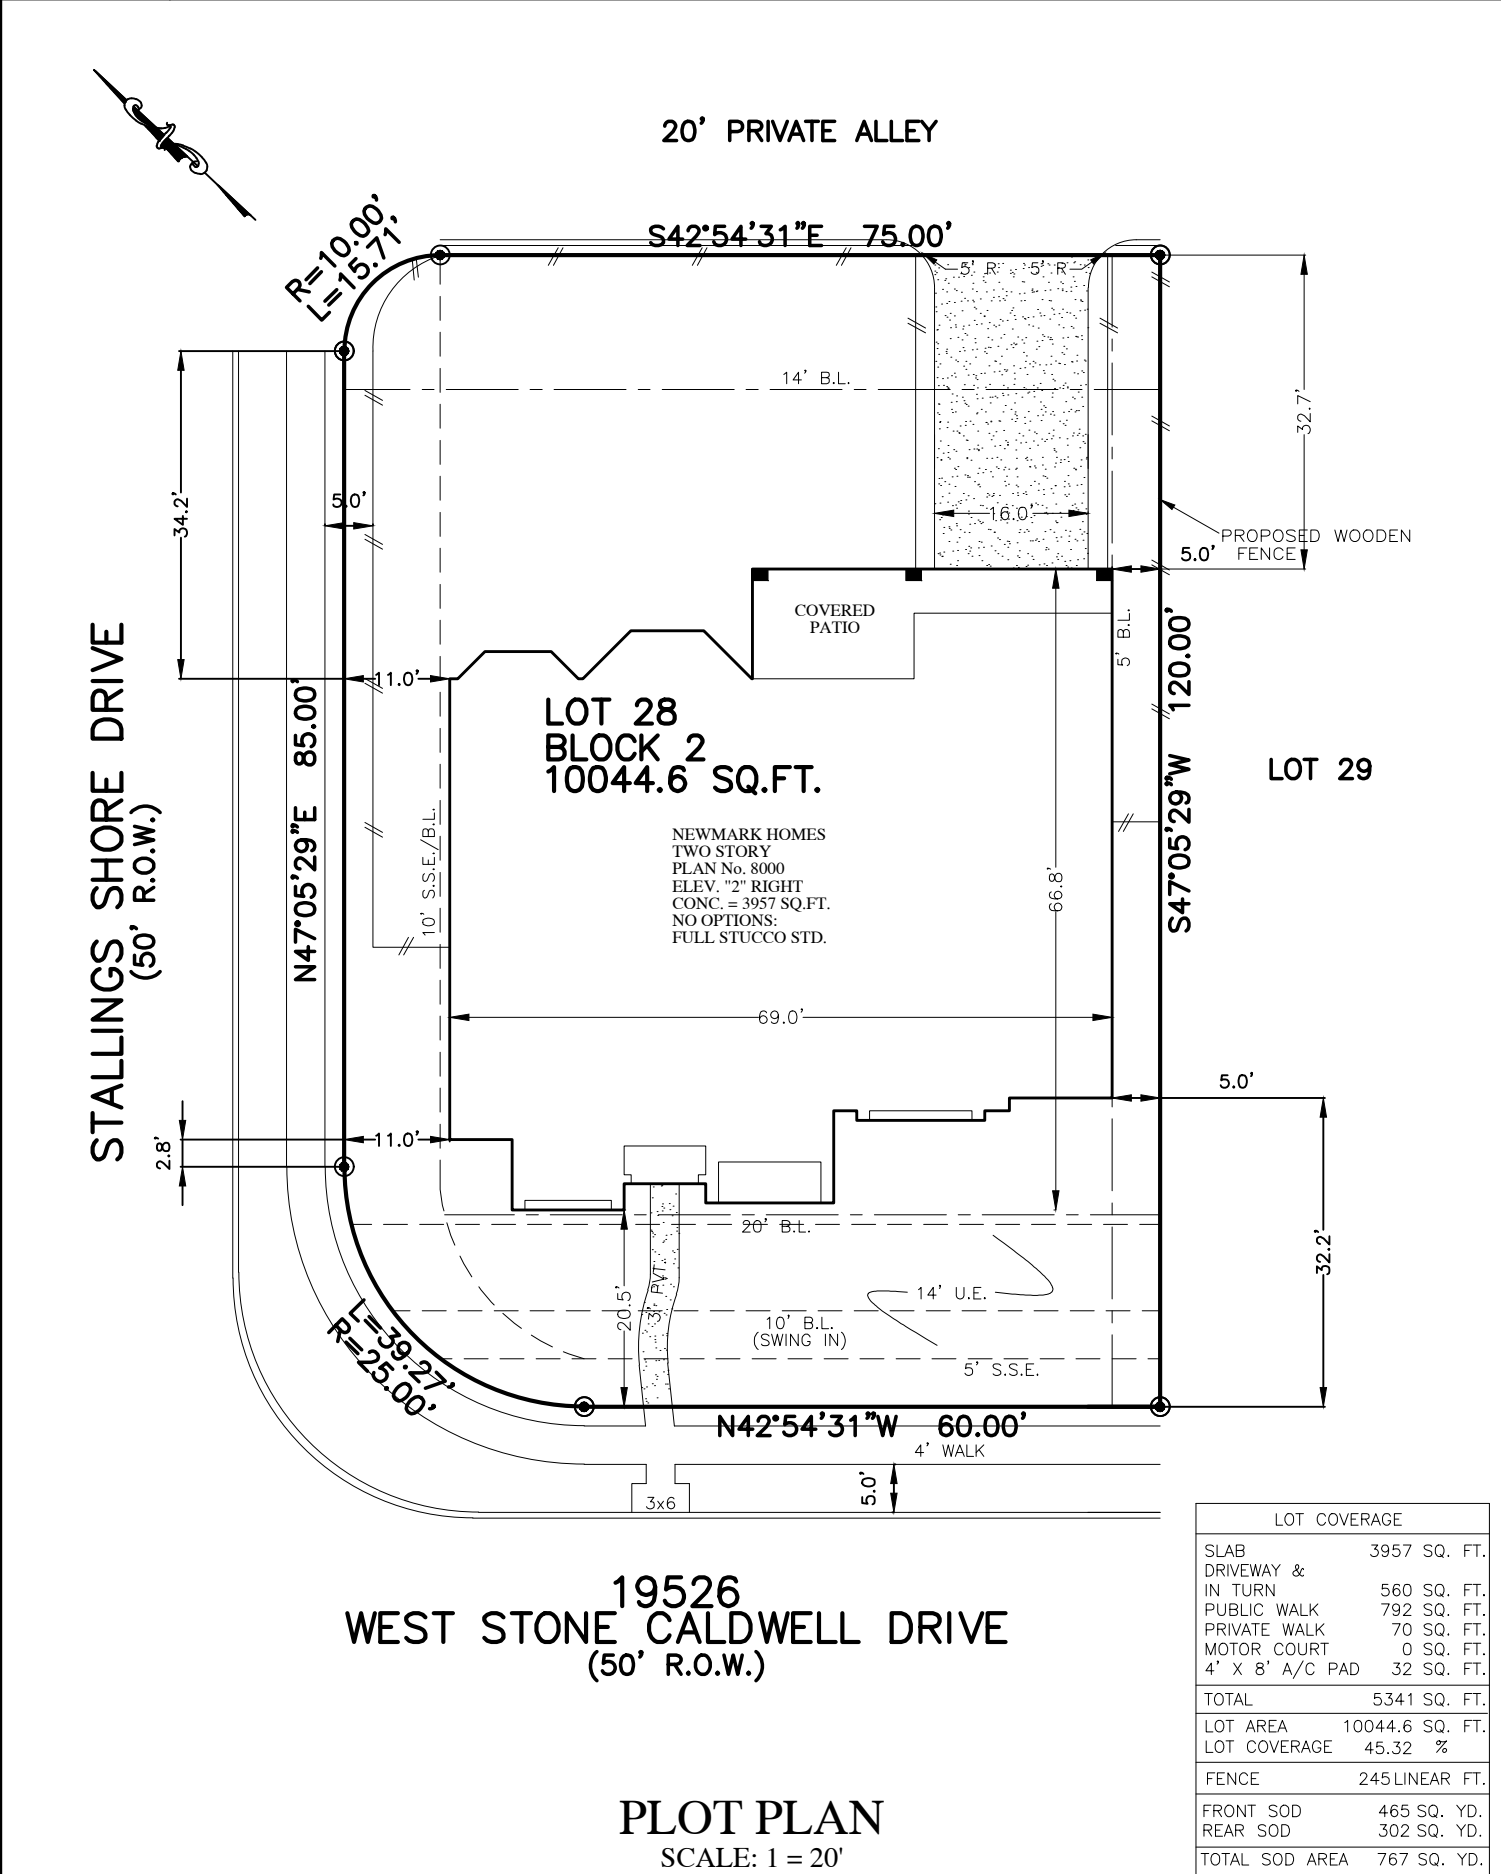 20' PRIVATE ALLEY
R=10.00'
L=15.71'
S42°54'31"E 75.00'
5' R
5' R
14' B.L.
32.7'
34.2'
5.0'
16.0'
PROPOSED WOODEN
FENCE
5.0'
COVERED
PATIO
5' B.L.
120.00'
S47°05'29"W
11.0'
LOT 28
BLOCK 2
10044.6 SQ.FT.
LOT 29
STALLINGS SHORE DRIVE
(50' R.O.W.)
N47°05'29"E 85.00'
10' S.S.E./B.L.
NEWMARK HOMES
TWO STORY
PLAN No. 8000
ELEV. "2" RIGHT
CONC. = 3957 SQ.FT.
NO OPTIONS:
FULL STUCCO STD.
66.8'
69.0'
5.0'
2.8'
11.0'
20' B.L.
32.2'
20.5'
3' PVT.
14' U.E.
10' B.L.
(SWING IN)
5' S.S.E.
L=39.27'
R=25.00'
N42°54'31"W 60.00'
4' WALK
5.0'
3x6
19526
WEST STONE CALDWELL DRIVE
(50' R.O.W.)
LOT COVERAGE
SLAB 3957 SQ. FT.
DRIVEWAY &
IN TURN 560 SQ. FT.
PUBLIC WALK 792 SQ. FT.
PRIVATE WALK 70 SQ. FT.
MOTOR COURT 0 SQ. FT.
4' X 8' A/C PAD 32 SQ. FT.
TOTAL 5341 SQ. FT.
LOT AREA 10044.6 SQ. FT.
LOT COVERAGE 45.32 %
FENCE 245 LINEAR FT.
FRONT SOD 465 SQ. YD.
REAR SOD 302 SQ. YD.
TOTAL SOD AREA 767 SQ. YD.
PLOT PLAN
SCALE: 1 = 20'